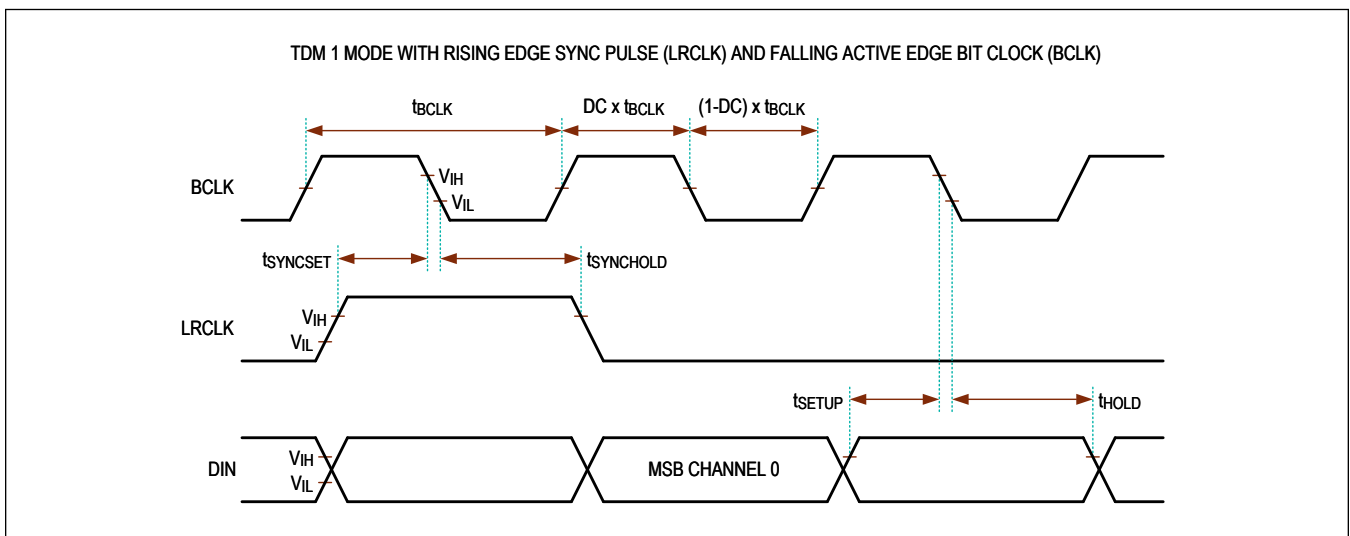 TDM 1 MODE WITH RISING EDGE SYNC PULSE (LRCLK) AND FALLING ACTIVE EDGE BIT CLOCK (BCLK)
tBCLK
DC x tBCLK
(1-DC) x tBCLK
BCLK
VIH
VIL
tSYNCSET
tSYNCHOLD
LRCLK
VIH
VIL
tSETUP
tHOLD
DIN
VIH
VIL
MSB CHANNEL 0